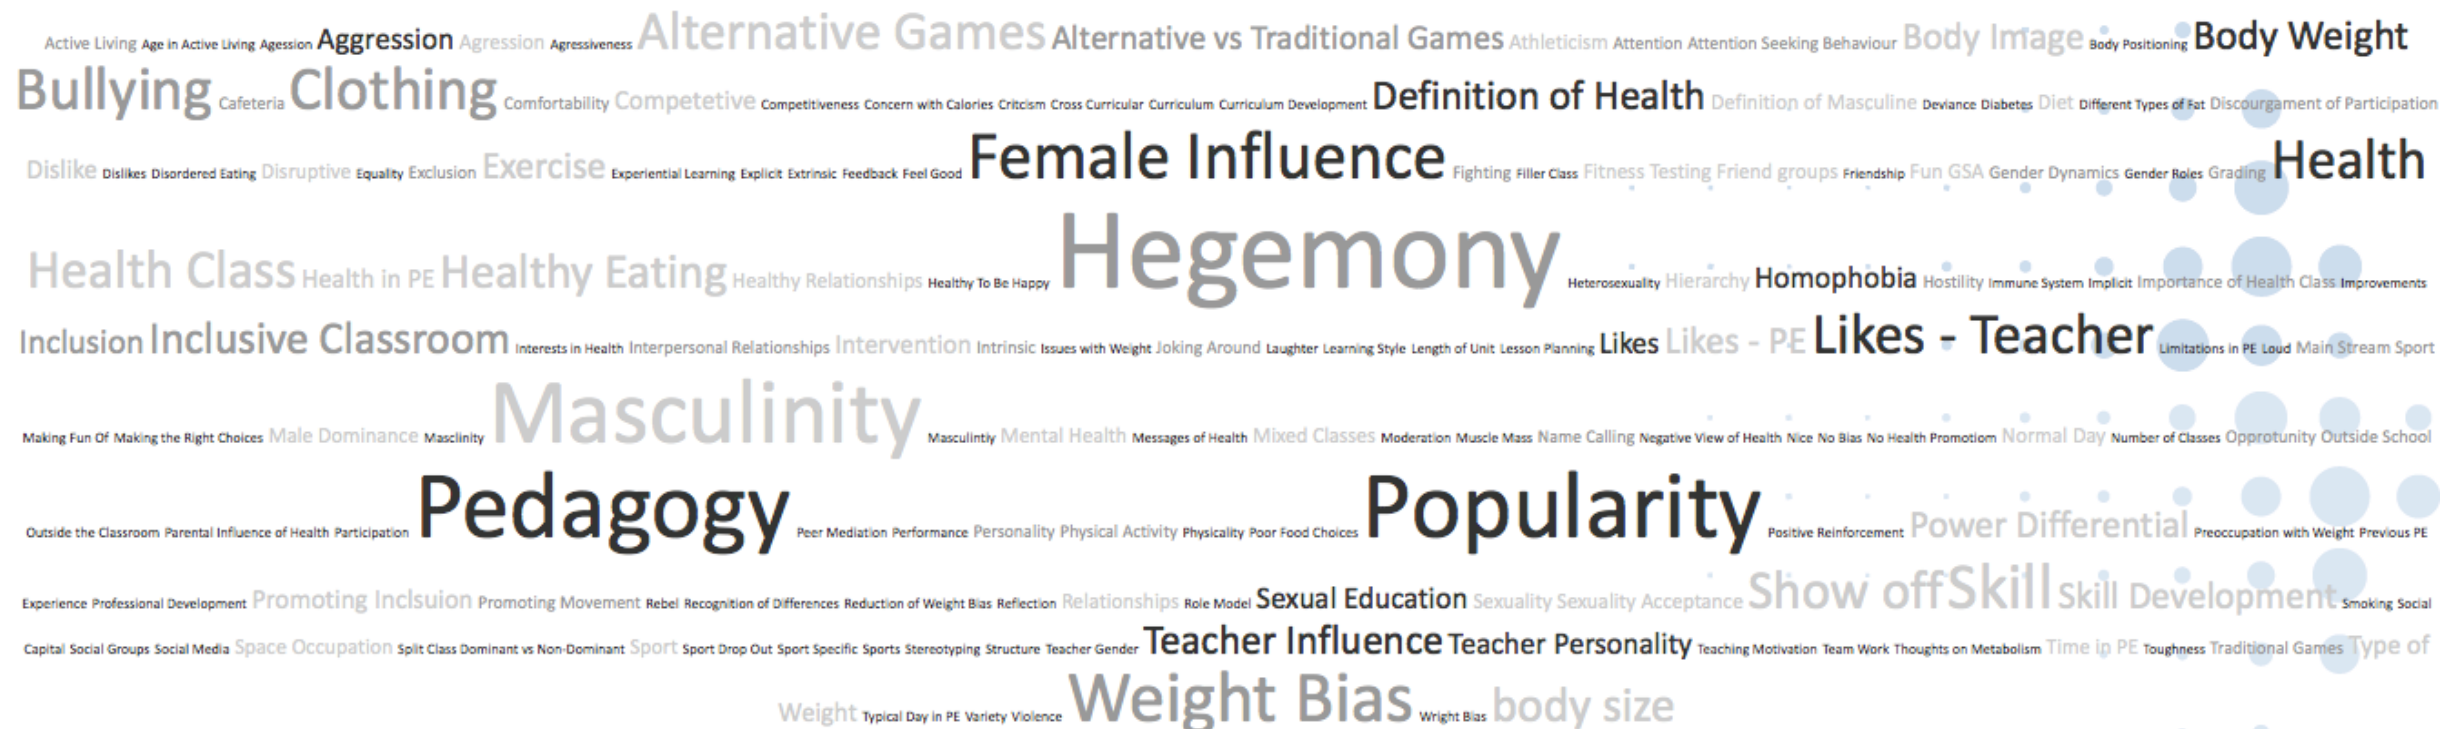 Active Living Age in Active Living Agession Aggression Agression Agressiveness Alternative Games Alternative vs Traditional Games Athleticism Attention Attention Seeking Behaviour Body Image Body Positioning Body Weight
Bullying Cafeteria Clothing Comfortability Competetive Competitiveness Concern with Calories Critcism Cross Curricular Curriculum Curriculum Development Definition of Health Definition of Masculine Deviance Diabetes Diet Different Types of Fat Discourgament of Participation
Dislike Dislikes Disordered Eating Disruptive Equality Exclusion Exercise Experiential Learning Explicit Extrinsic Feedback Feel Good Female Influence Fighting Filler Class Fitness Testing Friend groups Friendship Fun GSA Gender Dynamics Gender Roles Grading Health
Health Class Health in PE Healthy Eating Healthy Relationships Healthy To Be Happy Hegemony Heterosexuality Hierarchy Homophobia Hostility Immune System Implicit Importance of Health Class Improvements
Inclusion Inclusive Classroom Interests in Health Interpersonal Relationships Intervention Intrinsic Issues with Weight Joking Around Laughter Learning Style Length of Unit Lesson Planning Likes Likes - PE Likes - Teacher Limitations in PE Loud Main Stream Sport
Making Fun Of Making the Right Choices Male Dominance Masclinity Masculinity Masculintiy Mental Health Messages of Health Mixed Classes Moderation Muscle Mass Name Calling Negative View of Health Nice No Bias No Health Promotiom Normal Day Number of Classes Opprotunity Outside School
Outside the Classroom Parental Influence of Health Participation Pedagogy Peer Mediation Performance Personality Physical Activity Physicality Poor Food Choices Popularity Positive Reinforcement Power Differential Preoccupation with Weight Previous PE
Experience Professional Development Promoting Inclsuion Promoting Movement Rebel Recognition of Differences Reduction of Weight Bias Reflection Relationships Role Model Sexual Education Sexuality Sexuality Acceptance Show off Skill Skill Development Smoking Social
Capital Social Groups Social Media Space Occupation Split Class Dominant vs Non-Dominant Sport Sport Drop Out Sport Specific Sports Stereotyping Structure Teacher Gender Teacher Influence Teacher Personality Teaching Motivation Team Work Thoughts on Metabolism Time in PE Toughness Traditional Games Type of
Weight Typical Day in PE Variety Violence Weight Bias Wright Bias body size